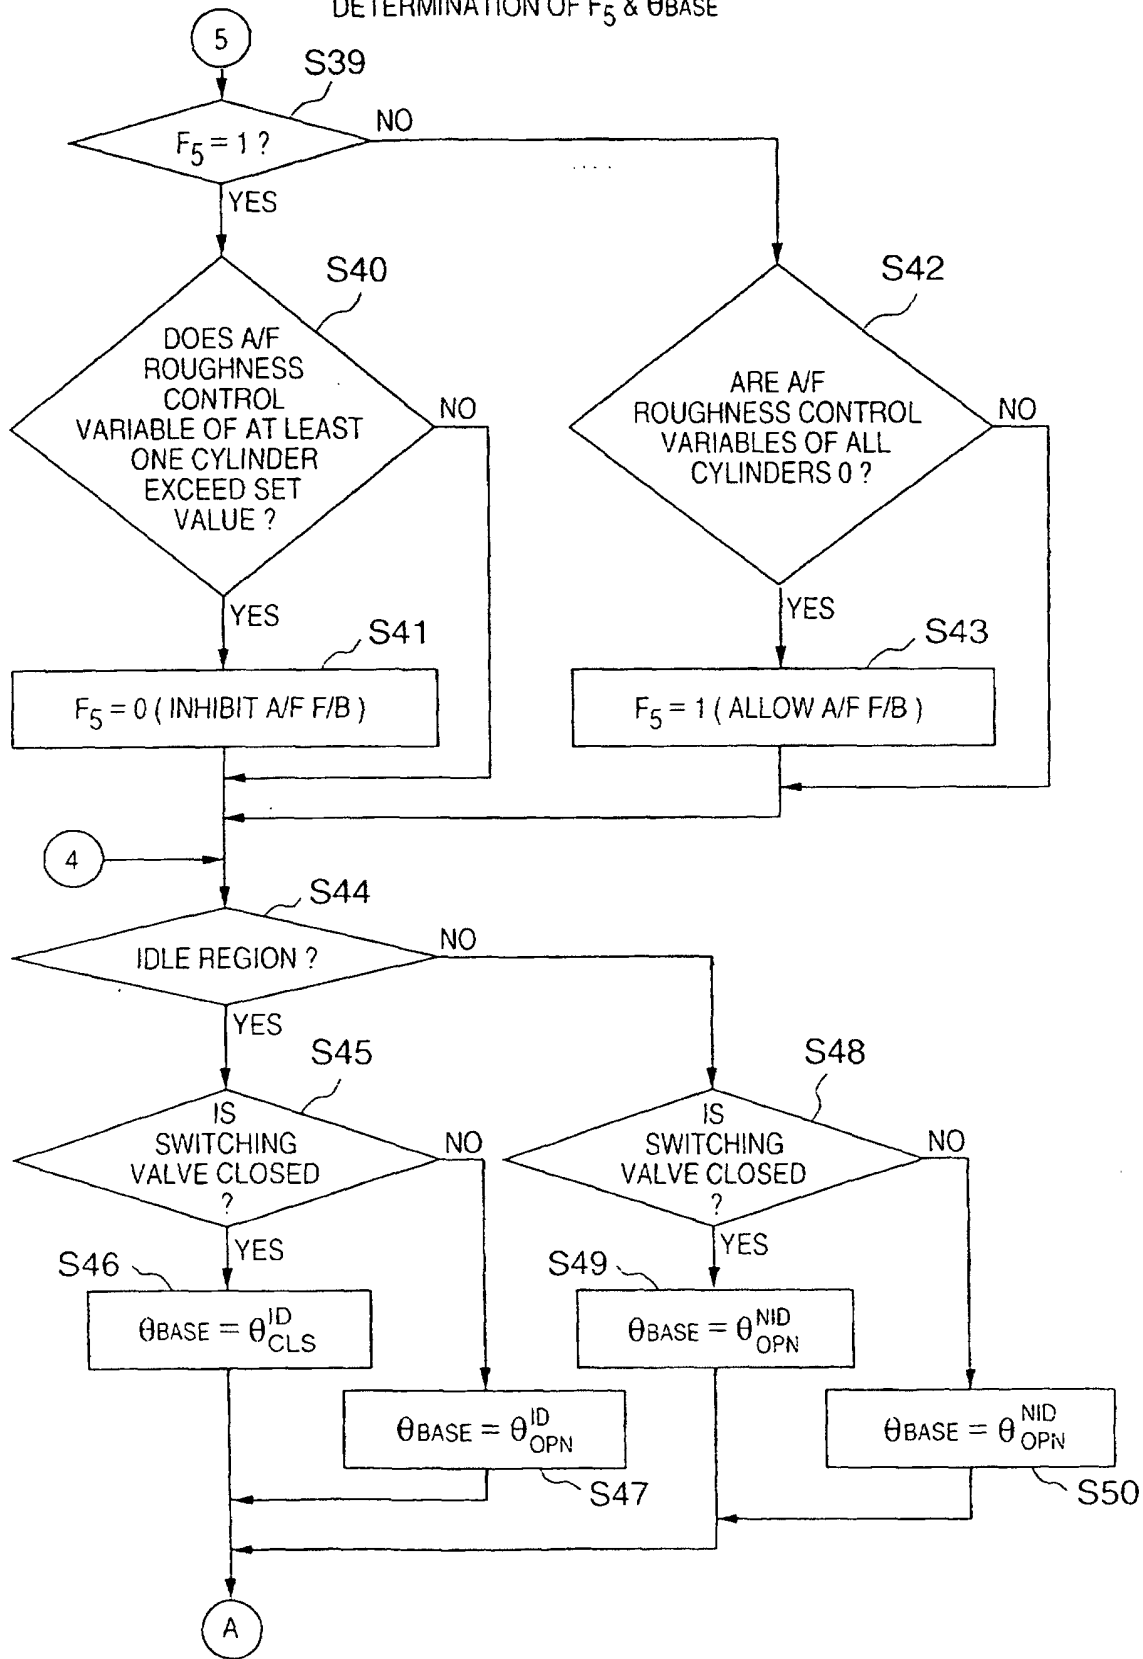 DETERMINATION OF F5 & θBASE
5
S39
F5 = 1 ?
NO
YES
S40
DOES A/F
ROUGHNESS
CONTROL
VARIABLE OF AT LEAST
ONE CYLINDER
EXCEED SET
VALUE ?
NO
YES
S42
ARE A/F
ROUGHNESS CONTROL
VARIABLES OF ALL
CYLINDERS 0 ?
NO
YES
S41
F5 = 0 ( INHIBIT A/F F/B )
S43
F5 = 1 ( ALLOW A/F F/B )
4
S44
IDLE REGION ?
NO
YES
S45
IS
SWITCHING
VALVE CLOSED
?
NO
YES
S48
IS
SWITCHING
VALVE CLOSED
?
NO
YES
S46
θBASE = θ ID CLS
S49
θBASE = θ NID OPN
θBASE = θ ID OPN
S47
θBASE = θ NID OPN
S50
A